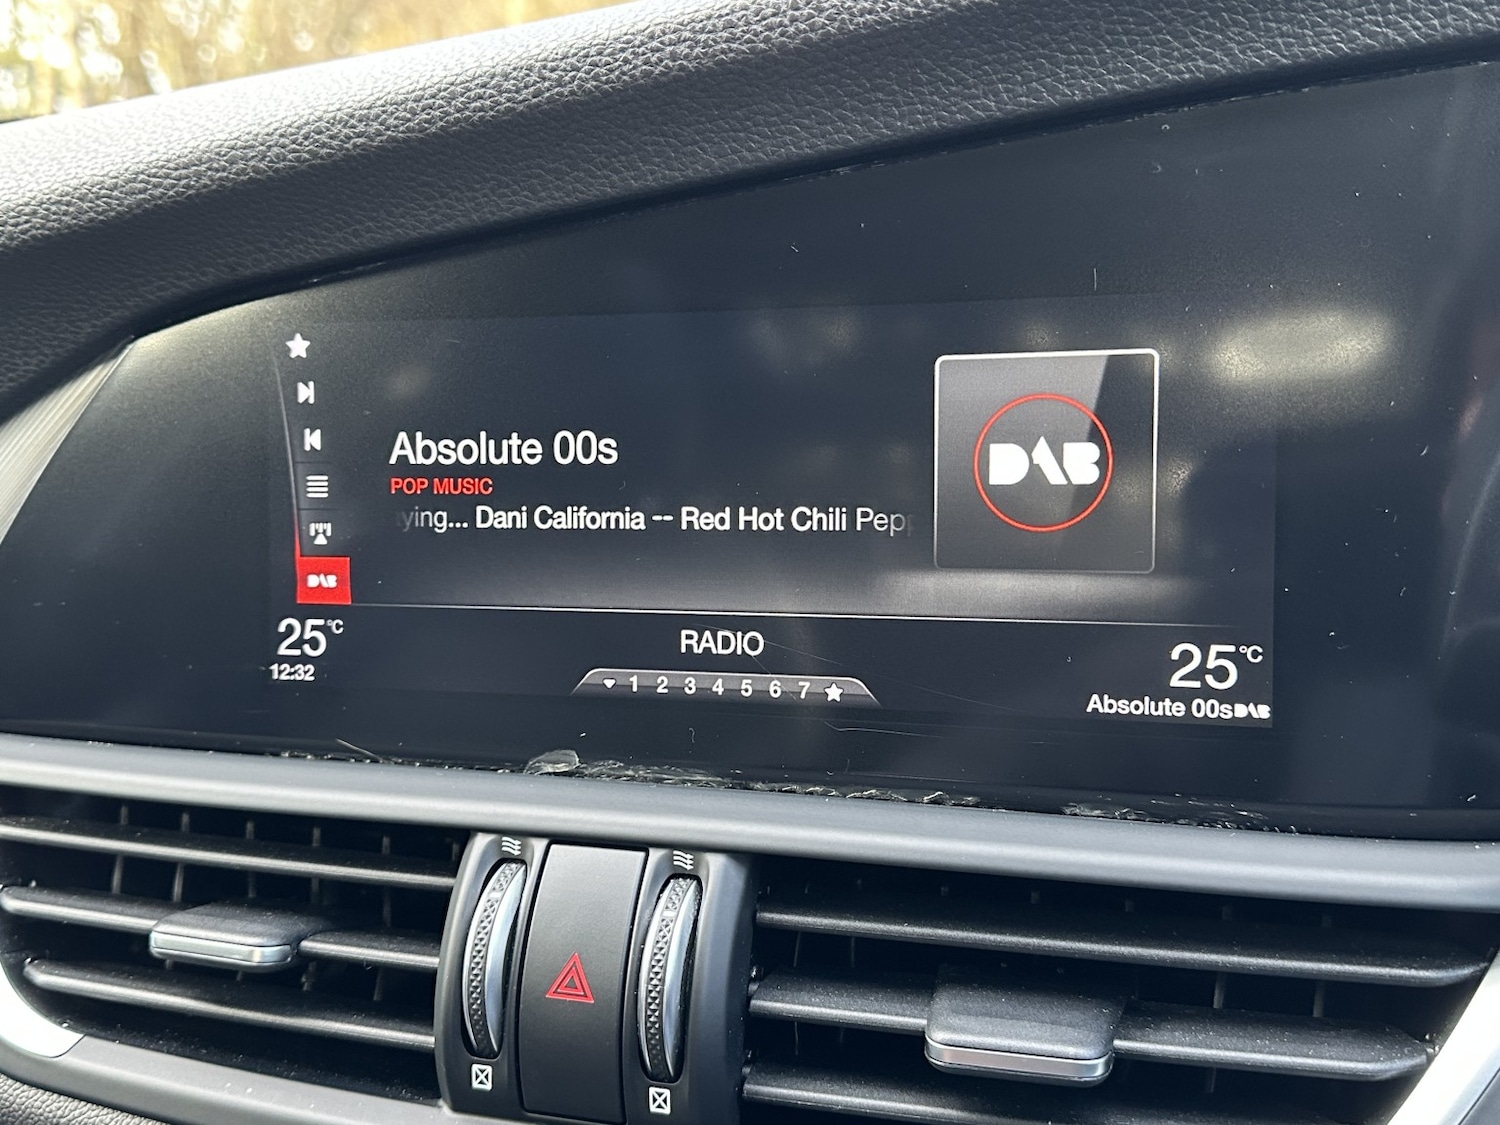 Absolute 00s
POP MUSIC
ying... Dani California -- Red Hot Chili Pep
DAB
DAB
25°C
12:32
RADIO
1 2 3 4 5 6 7
25°C
Absolute 00s DAB